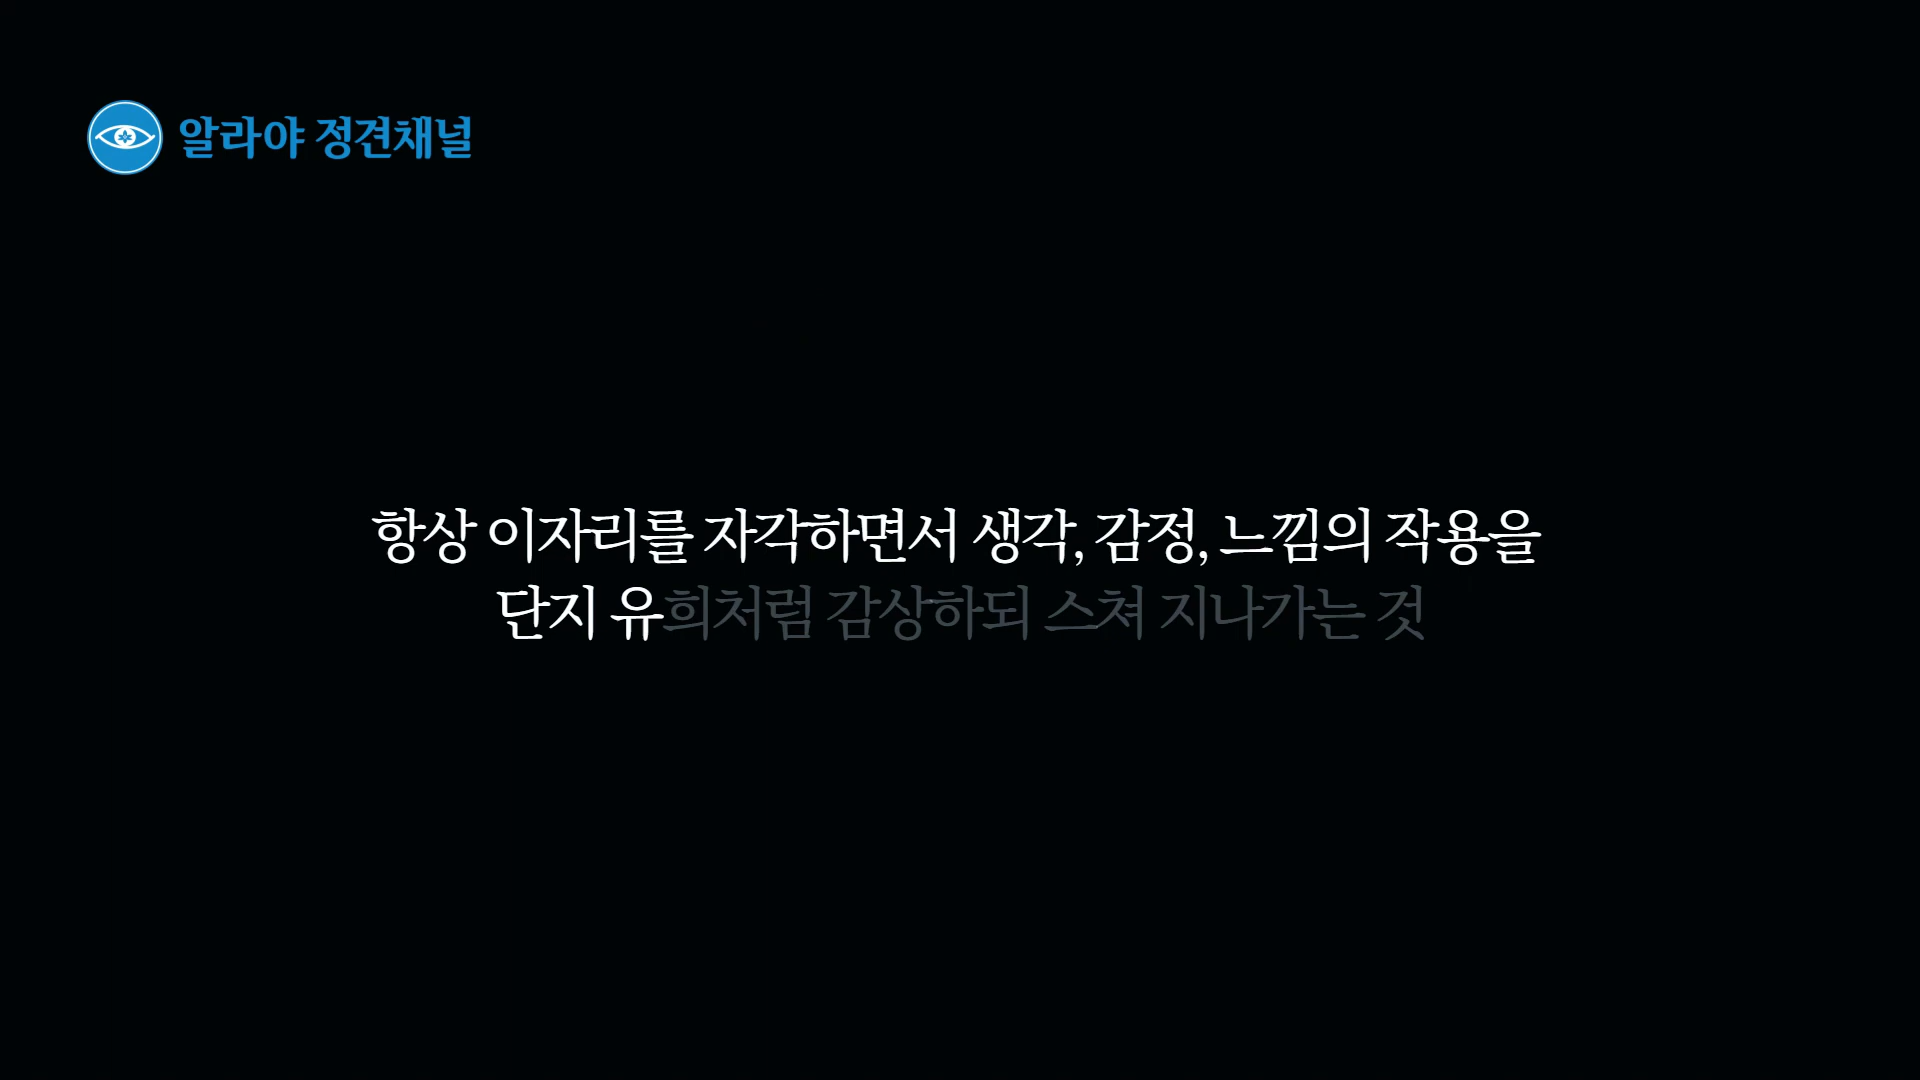 알라야 정견채널
항상 이자리를 자각하면서 생각, 감정, 느낌의 작용을
단지 유희처럼 감상하되 스쳐 지나가는 것